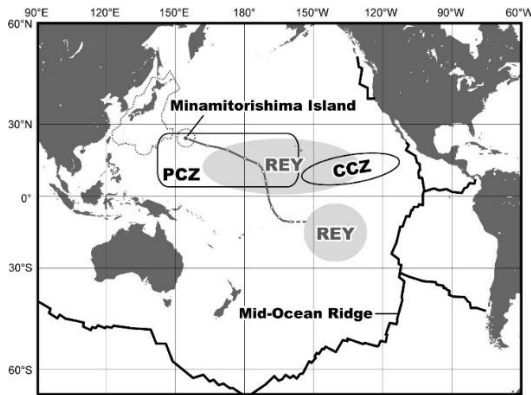 90°E 120°E 150°E 180° 150°W 120°W 90°W 60°W
60°N
Minamitorishima Island
30°N
REY
PCZ
CCZ
0°
REY
30°S
Mid-Ocean Ridge
60°S